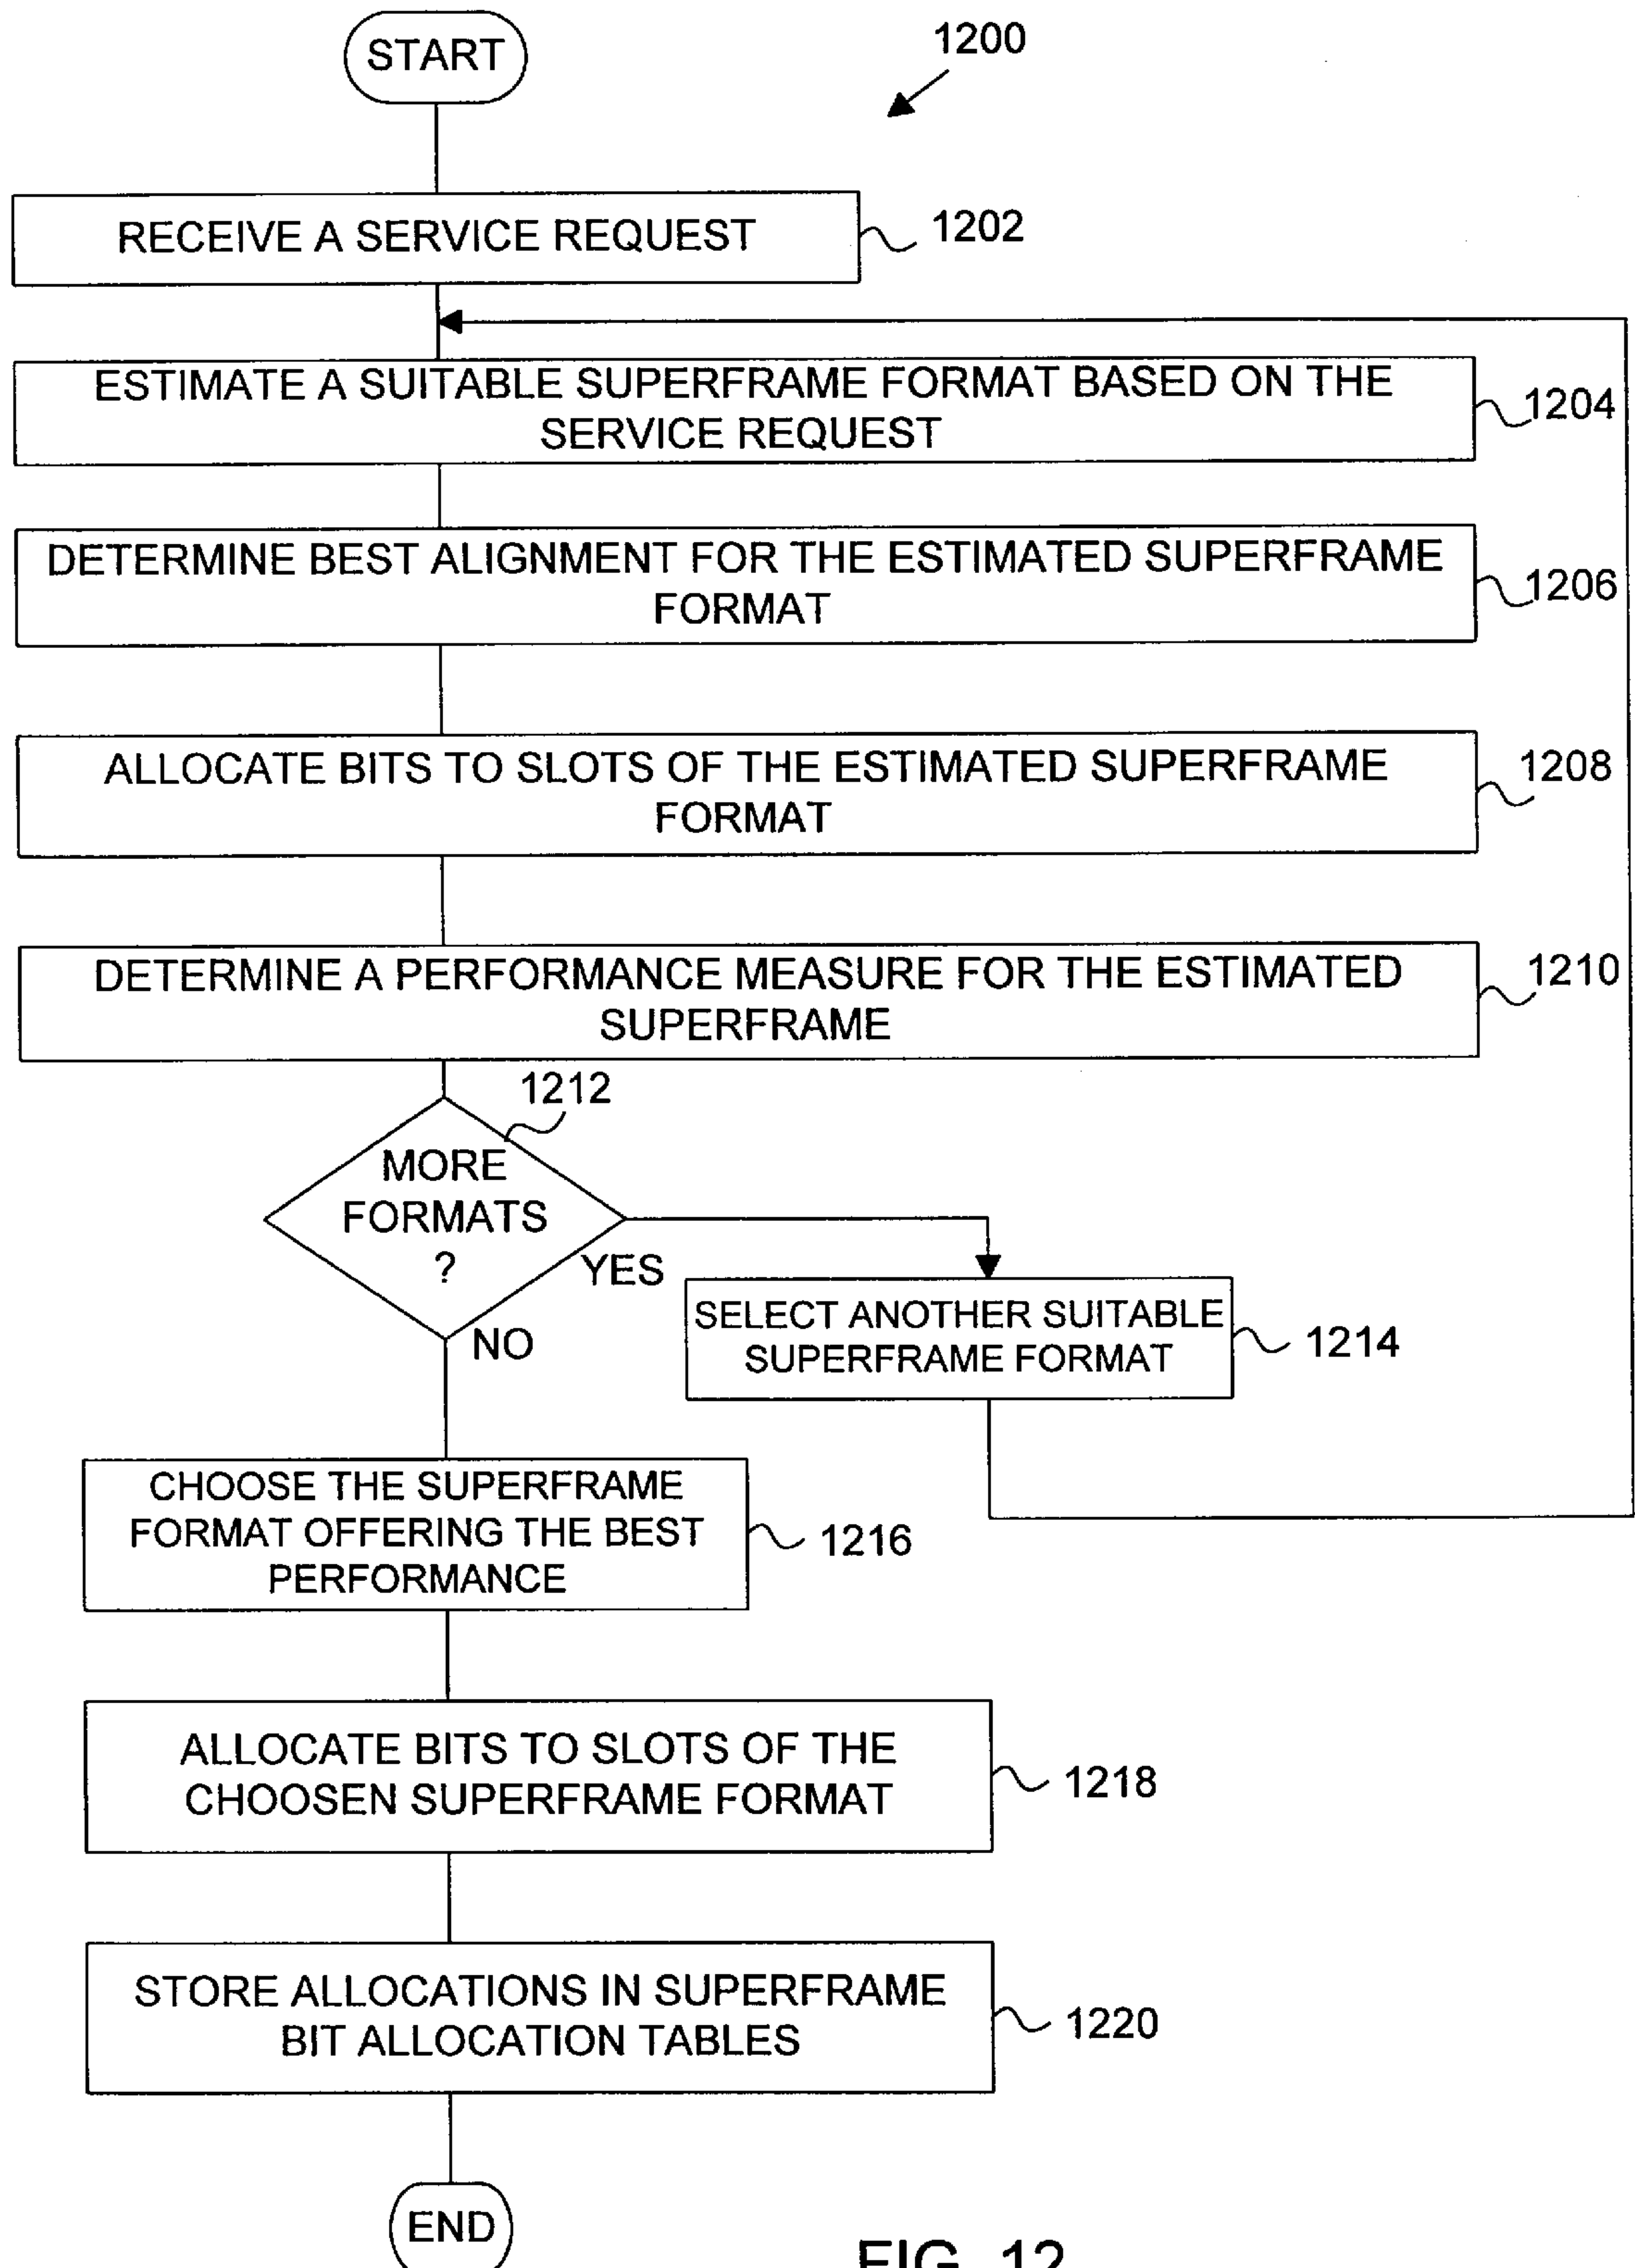 START
1200
RECEIVE A SERVICE REQUEST
1202
ESTIMATE A SUITABLE SUPERFRAME FORMAT BASED ON THE
SERVICE REQUEST
1204
DETERMINE BEST ALIGNMENT FOR THE ESTIMATED SUPERFRAME
FORMAT
1206
ALLOCATE BITS TO SLOTS OF THE ESTIMATED SUPERFRAME
FORMAT
1208
DETERMINE A PERFORMANCE MEASURE FOR THE ESTIMATED
SUPERFRAME
1210
1212
MORE
FORMATS
?
YES
NO
SELECT ANOTHER SUITABLE
SUPERFRAME FORMAT
1214
CHOOSE THE SUPERFRAME
FORMAT OFFERING THE BEST
PERFORMANCE
1216
ALLOCATE BITS TO SLOTS OF THE
CHOOSEN SUPERFRAME FORMAT
1218
STORE ALLOCATIONS IN SUPERFRAME
BIT ALLOCATION TABLES
1220
END
FIG. 12